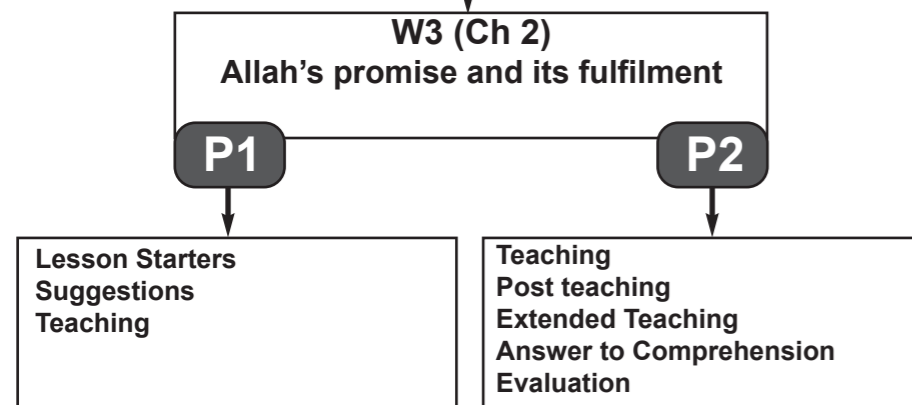 W3 (Ch 2)
Allah’s promise and its fulfilment
P1
P2
Lesson Starters
Suggestions
Teaching
Teaching
Post teaching
Extended Teaching
Answer to Comprehension
Evaluation